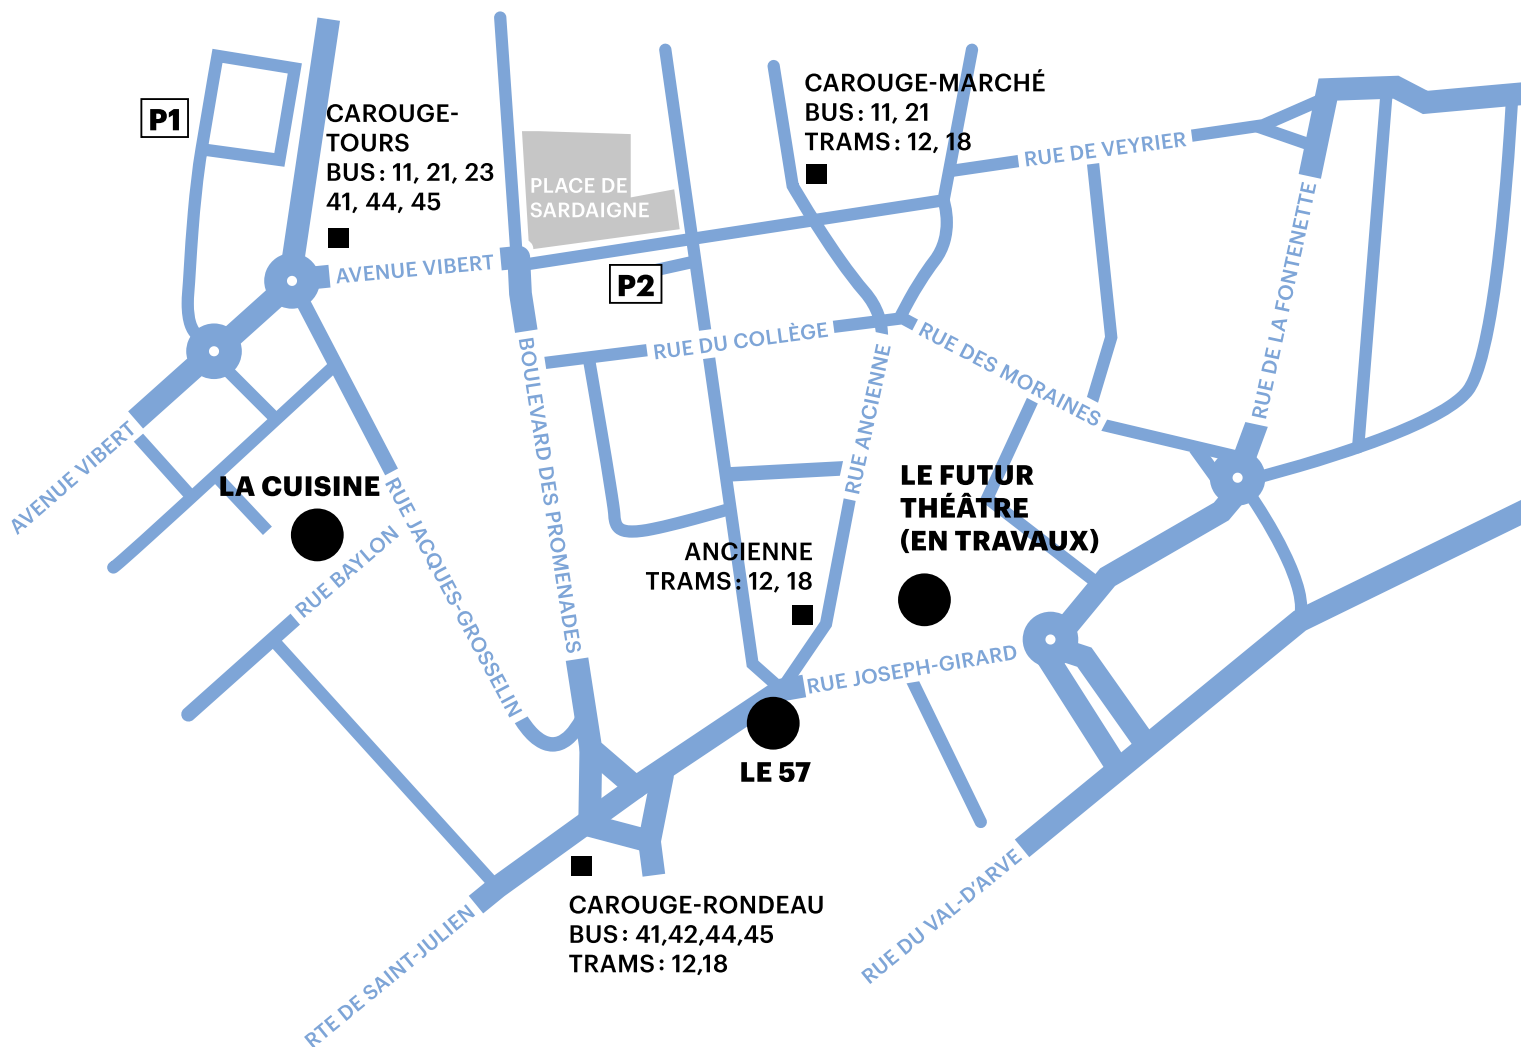 P1
CAROUGE-
TOURS
BUS : 11, 21, 23
41, 44, 45
CAROUGE-MARCHÉ
BUS : 11, 21
TRAMS : 12, 18
RUE DE VEYRIER
PLACE DE
SARDAIGNE
AVENUE VIBERT
P2
RUE DU COLLÈGE
RUE DES MORAINES
RUE DE LA FONTENETTE
BOULEVARD DES PROMENADES
RUE ANCIENNE
AVENUE VIBERT
LA CUISINE
RUE JACQUES-GROSSELIN
RUE BAYLON
LE FUTUR
THÉÂTRE
(EN TRAVAUX)
ANCIENNE
TRAMS : 12, 18
RUE JOSEPH-GIRARD
LE 57
CAROUGE-RONDEAU
BUS : 41,42,44,45
TRAMS : 12,18
RTE DE SAINT-JULIEN
RUE DU VAL-D'ARVE